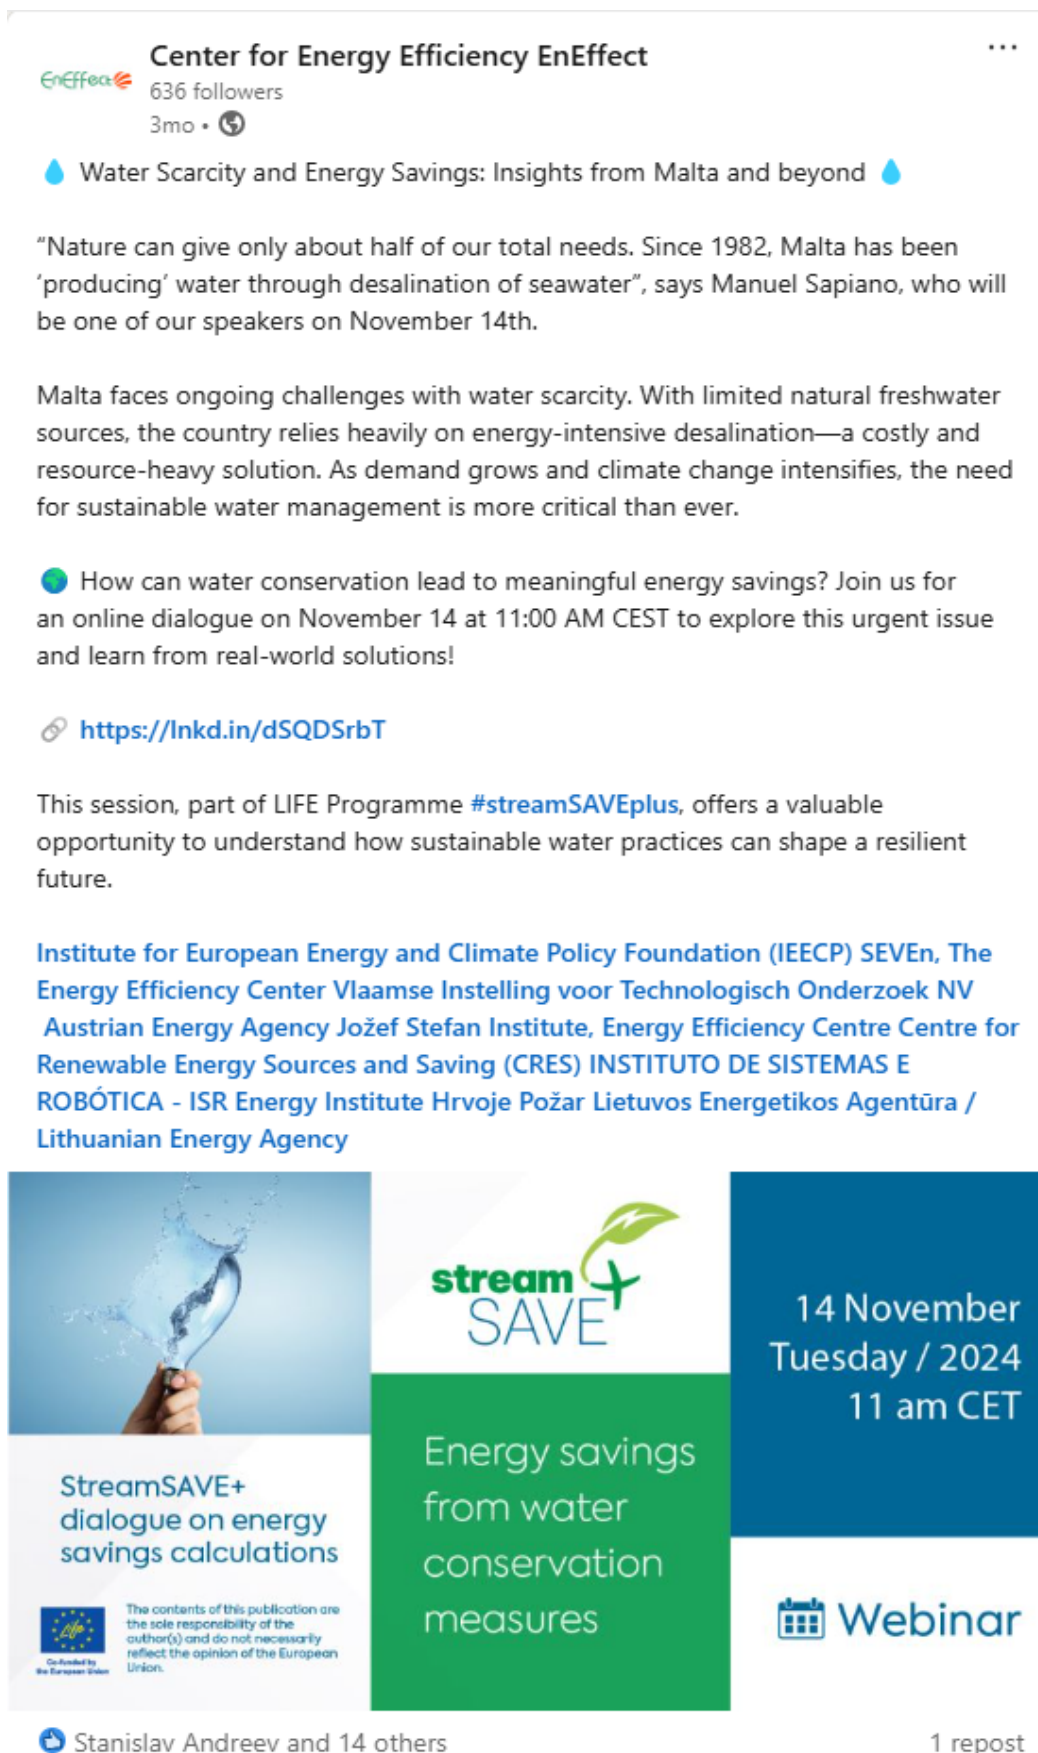 Center for Energy Efficiency EnEffect
EnEffect
636 followers
3mo •
Water Scarcity and Energy Savings: Insights from Malta and beyond
“Nature can give only about half of our total needs. Since 1982, Malta has been
‘producing’ water through desalination of seawater”, says Manuel Sapiano, who will
be one of our speakers on November 14th.
Malta faces ongoing challenges with water scarcity. With limited natural freshwater
sources, the country relies heavily on energy-intensive desalination—a costly and
resource-heavy solution. As demand grows and climate change intensifies, the need
for sustainable water management is more critical than ever.
How can water conservation lead to meaningful energy savings? Join us for
an online dialogue on November 14 at 11:00 AM CEST to explore this urgent issue
and learn from real-world solutions!
https://lnkd.in/dSQDSrbT
This session, part of LIFE Programme #streamSAVEplus, offers a valuable
opportunity to understand how sustainable water practices can shape a resilient
future.
Institute for European Energy and Climate Policy Foundation (IEECP) SEVEn, The
Energy Efficiency Center Vlaamse Instelling voor Technologisch Onderzoek NV
Austrian Energy Agency Jožef Stefan Institute, Energy Efficiency Centre Centre for
Renewable Energy Sources and Saving (CRES) INSTITUTO DE SISTEMAS E
ROBÓTICA - ISR Energy Institute Hrvoje Požar Lietuvos Energetikos Agentūra /
Lithuanian Energy Agency
StreamSAVE+
dialogue on energy
savings calculations
Life
Co-funded by
the European Union
The contents of this publication are
the sole responsibility of the
author(s) and do not necessarily
reflect the opinion of the European
Union.
stream
SAVE
Energy savings
from water
conservation
measures
14 November
Tuesday / 2024
11 am CET
Webinar
Stanislav Andreev and 14 others
1 repost